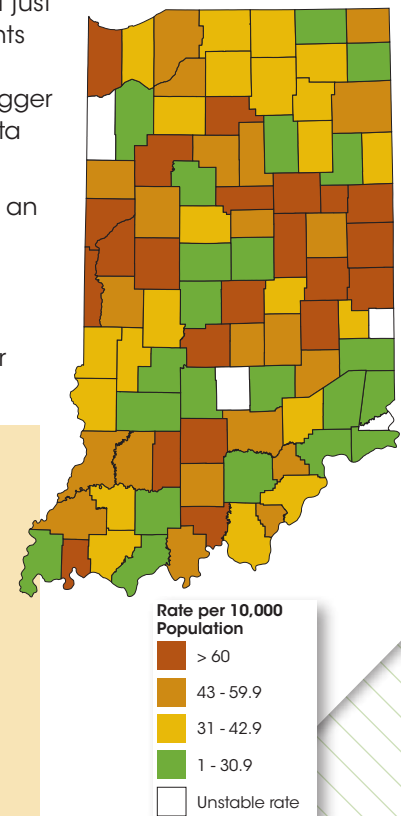 just
nts
gger
ta
an
r
Rate per 10,000
Population
> 60
43 - 59.9
31 - 42.9
1 - 30.9
Unstable rate